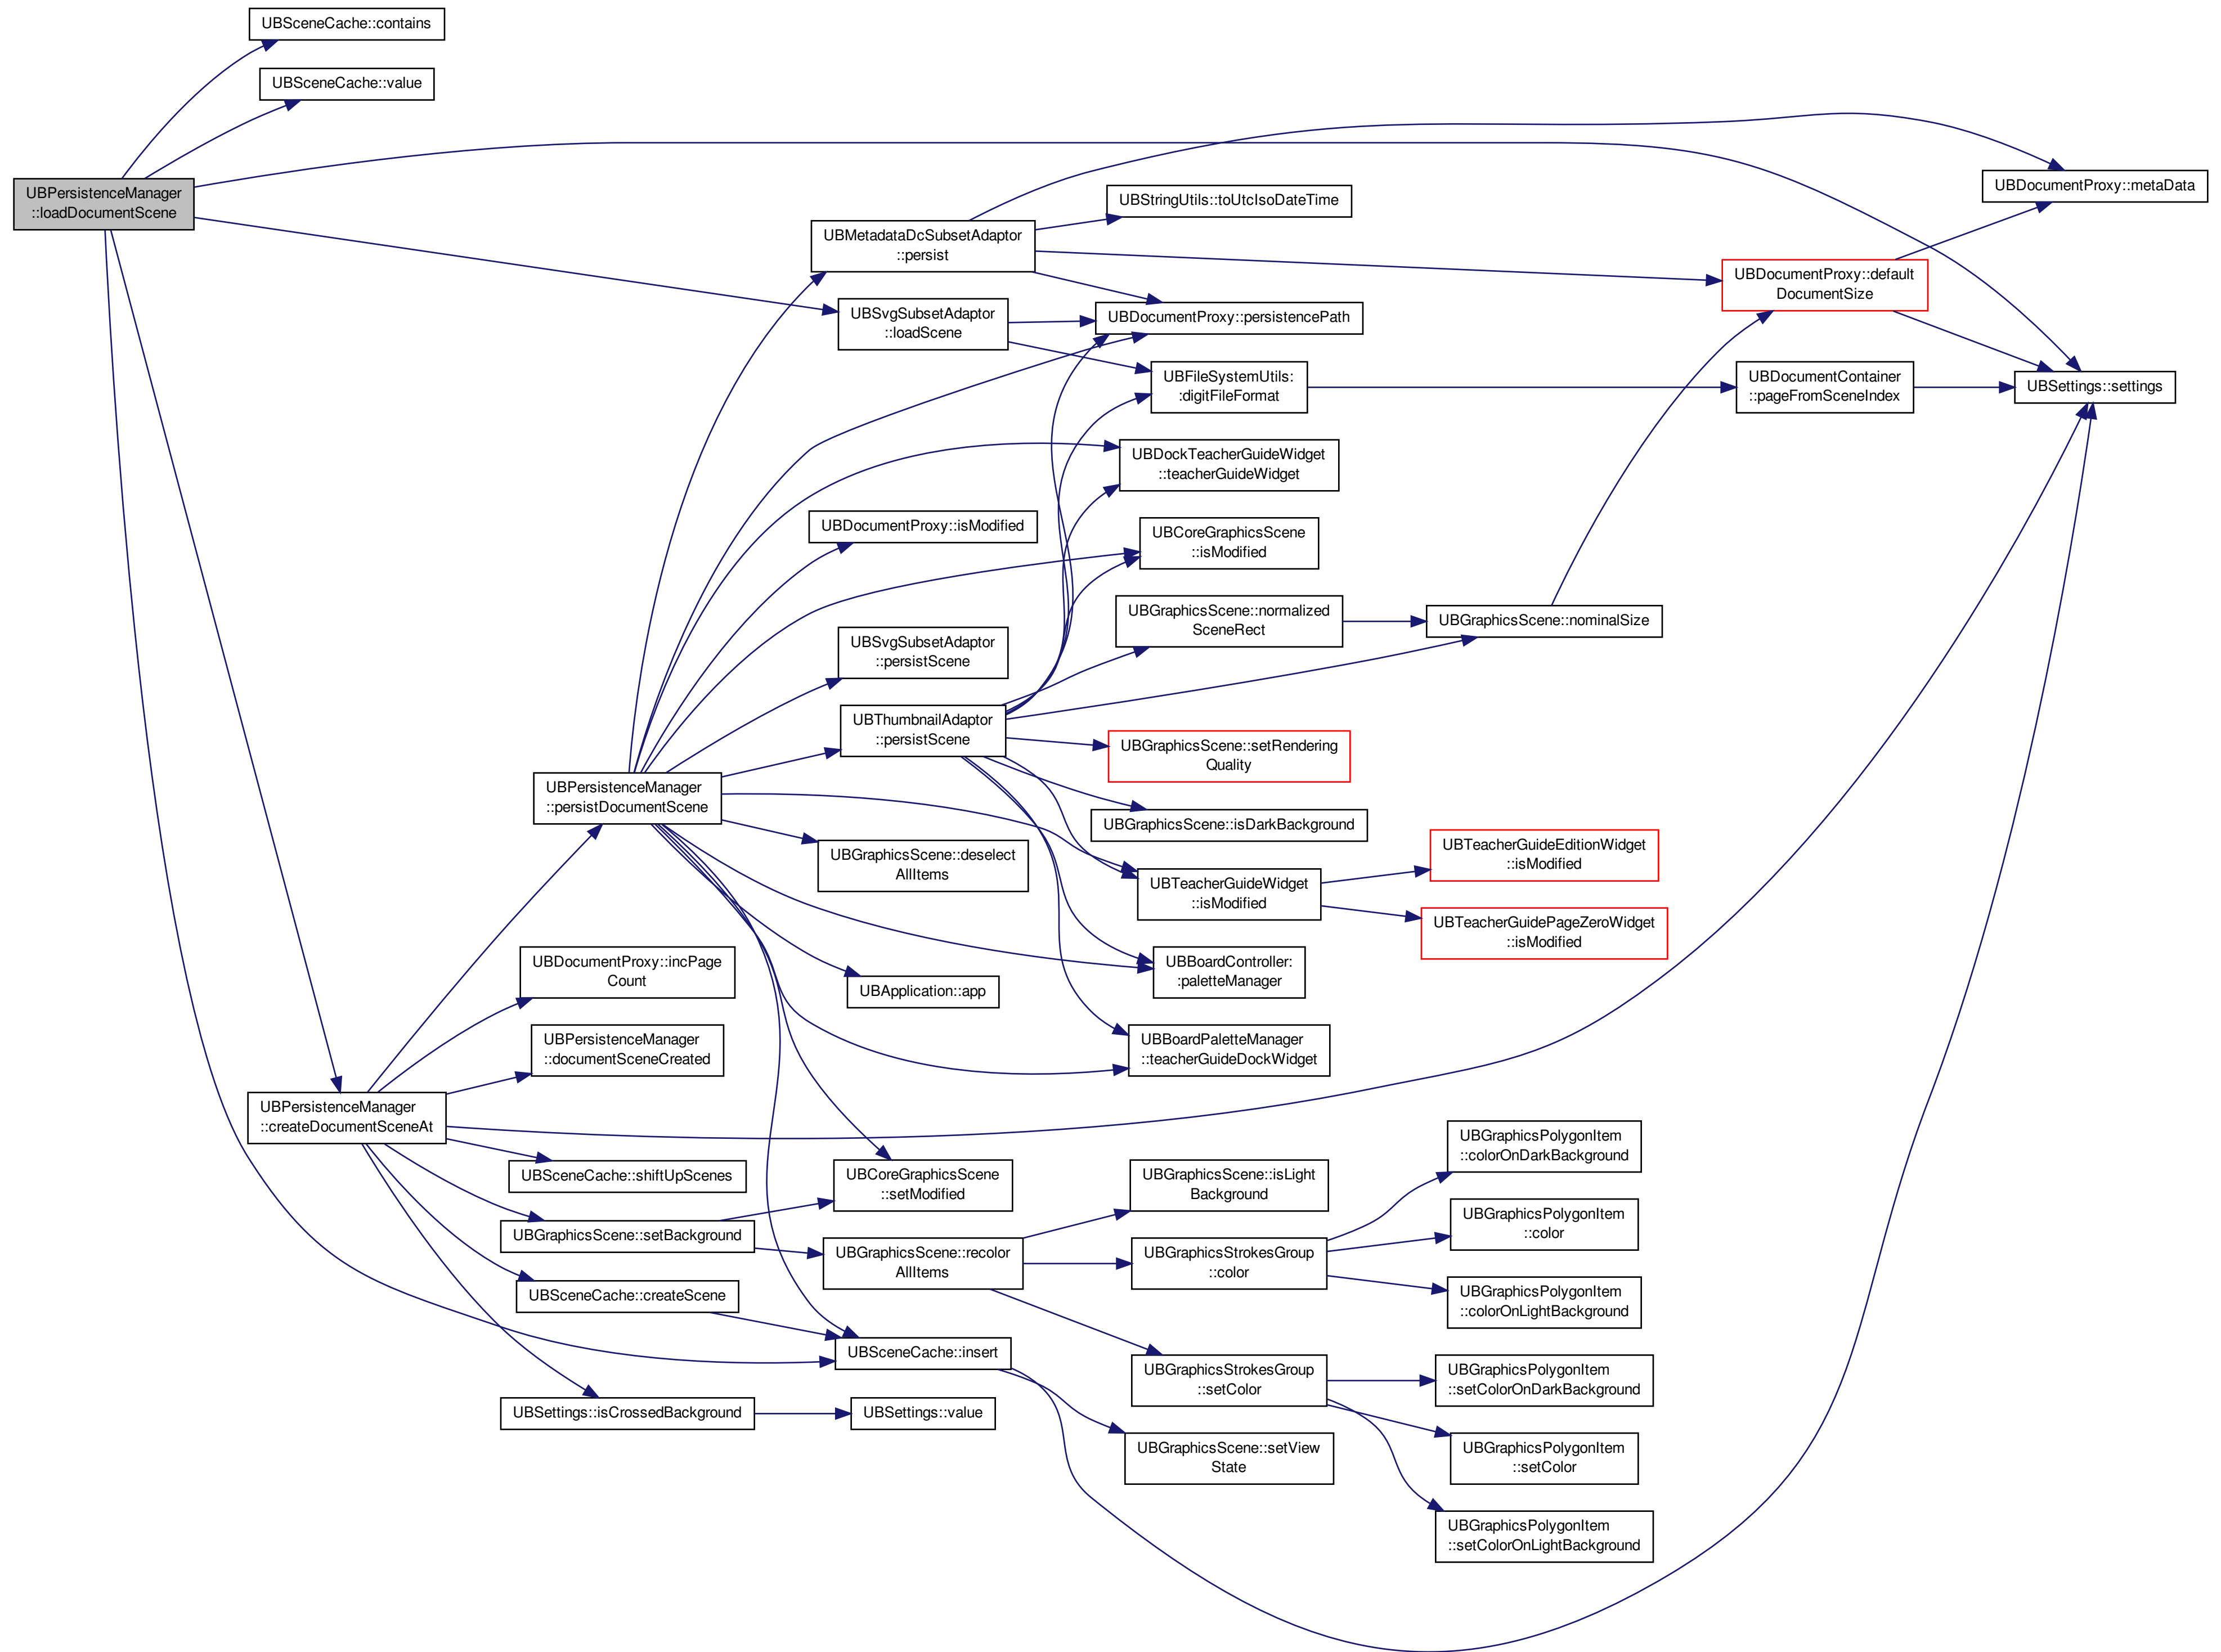 UBSceneCache::contains
UBSceneCache::value
UBPersistenceManager
::loadDocumentScene
UBDocumentProxy::metaData
UBStringUtils::toUtcIsoDateTime
UBMetadataDcSubsetAdaptor
::persist
UBDocumentProxy::default
DocumentSize
UBSvgSubsetAdaptor
::loadScene
UBDocumentProxy::persistencePath
UBFileSystemUtils:
:digitFileFormat
UBDocumentContainer
::pageFromSceneIndex
UBSettings::settings
UBDockTeacherGuideWidget
::teacherGuideWidget
UBDocumentProxy::isModified
UBCoreGraphicsScene
::isModified
UBGraphicsScene::normalized
SceneRect
UBGraphicsScene::nominalSize
UBSvgSubsetAdaptor
::persistScene
UBThumbnailAdaptor
::persistScene
UBGraphicsScene::setRendering
Quality
UBPersistenceManager
::persistDocumentScene
UBGraphicsScene::isDarkBackground
UBGraphicsScene::deselect
AllItems
UBTeacherGuideEditionWidget
::isModified
UBTeacherGuideWidget
::isModified
UBTeacherGuidePageZeroWidget
::isModified
UBDocumentProxy::incPage
Count
UBApplication::app
UBBoardController:
:paletteManager
UBPersistenceManager
::documentSceneCreated
UBBoardPaletteManager
::teacherGuideDockWidget
UBPersistenceManager
::createDocumentSceneAt
UBSceneCache::shiftUpScenes
UBCoreGraphicsScene
::setModified
UBGraphicsScene::isLight
Background
UBGraphicsPolygonItem
::colorOnDarkBackground
UBGraphicsScene::setBackground
UBGraphicsScene::recolor
AllItems
UBGraphicsStrokesGroup
::color
UBGraphicsPolygonItem
::color
UBSceneCache::createScene
UBGraphicsPolygonItem
::colorOnLightBackground
UBSceneCache::insert
UBGraphicsStrokesGroup
::setColor
UBGraphicsPolygonItem
::setColorOnDarkBackground
UBSettings::isCrossedBackground
UBSettings::value
UBGraphicsScene::setView
State
UBGraphicsPolygonItem
::setColor
UBGraphicsPolygonItem
::setColorOnLightBackground